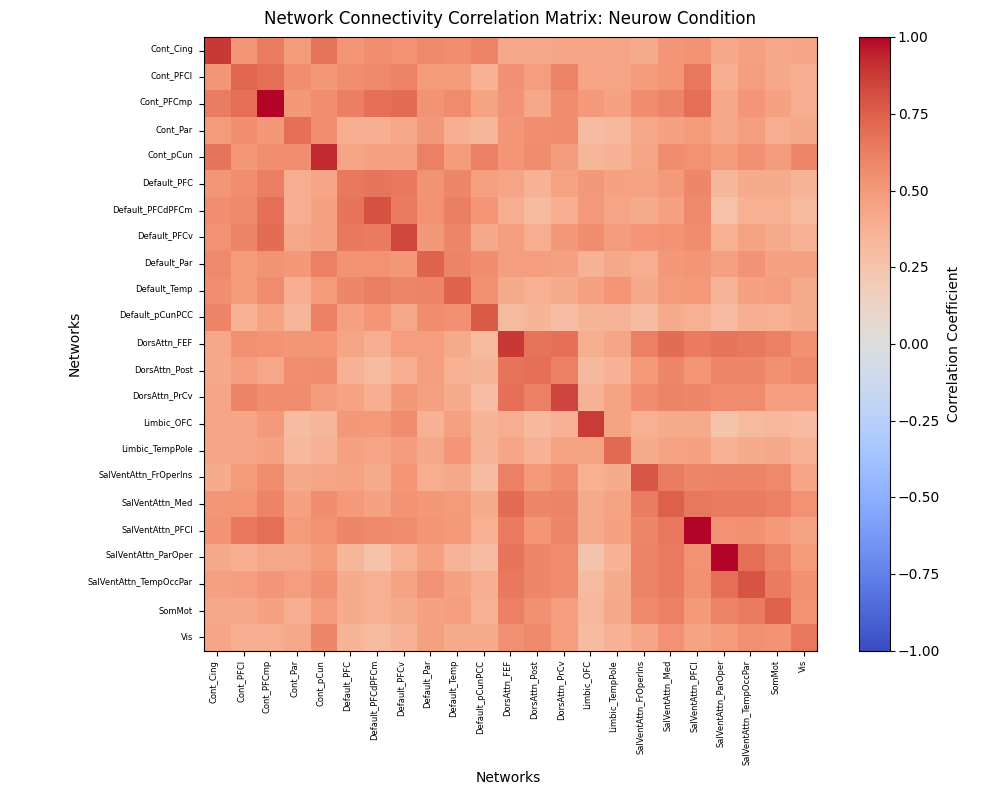 Network Connectivity Correlation Matrix: Neurow Condition
Networks
Cont_Cing
Cont_PFCl
Cont_PFCmp
Cont_Par
Cont_pCun
Default_PFC
Default_PFCdPFCm
Default_PFCv
Default_Par
Default_Temp
Default_pCunPCC
DorsAttn_FEF
DorsAttn_Post
DorsAttn_PrCv
Limbic_OFC
Limbic_TempPole
SalVentAttn_FrOperIns
SalVentAttn_Med
SalVentAttn_PFCl
SalVentAttn_ParOper
SalVentAttn_TempOccPar
SomMot
Vis
Cont_Cing
Cont_PFCl
Cont_PFCmp
Cont_Par
Cont_pCun
Default_PFC
Default_PFCdPFCm
Default_PFCv
Default_Par
Default_Temp
Default_pCunPCC
DorsAttn_FEF
DorsAttn_Post
DorsAttn_PrCv
Limbic_OFC
Limbic_TempPole
SalVentAttn_FrOperIns
SalVentAttn_Med
SalVentAttn_PFCl
SalVentAttn_ParOper
SalVentAttn_TempOccPar
SomMot
Vis
Networks
1.00
0.75
0.50
0.25
0.00
−0.25
−0.50
−0.75
−1.00
Correlation Coefficient